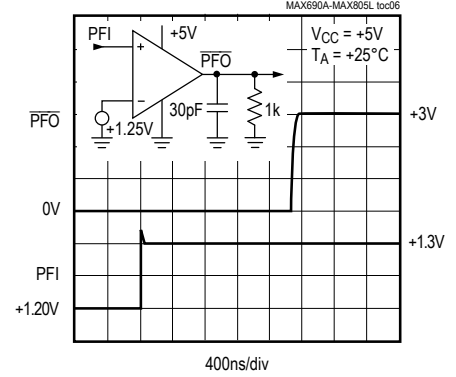 MAX690A-MAX805L toc06
PFI
+5V
VCC = +5V
TA = +25°C
PFO
+
−
30pF
1k
+1.25V
PFO
+3V
0V
+1.3V
PFI
+1.20V
400ns/div